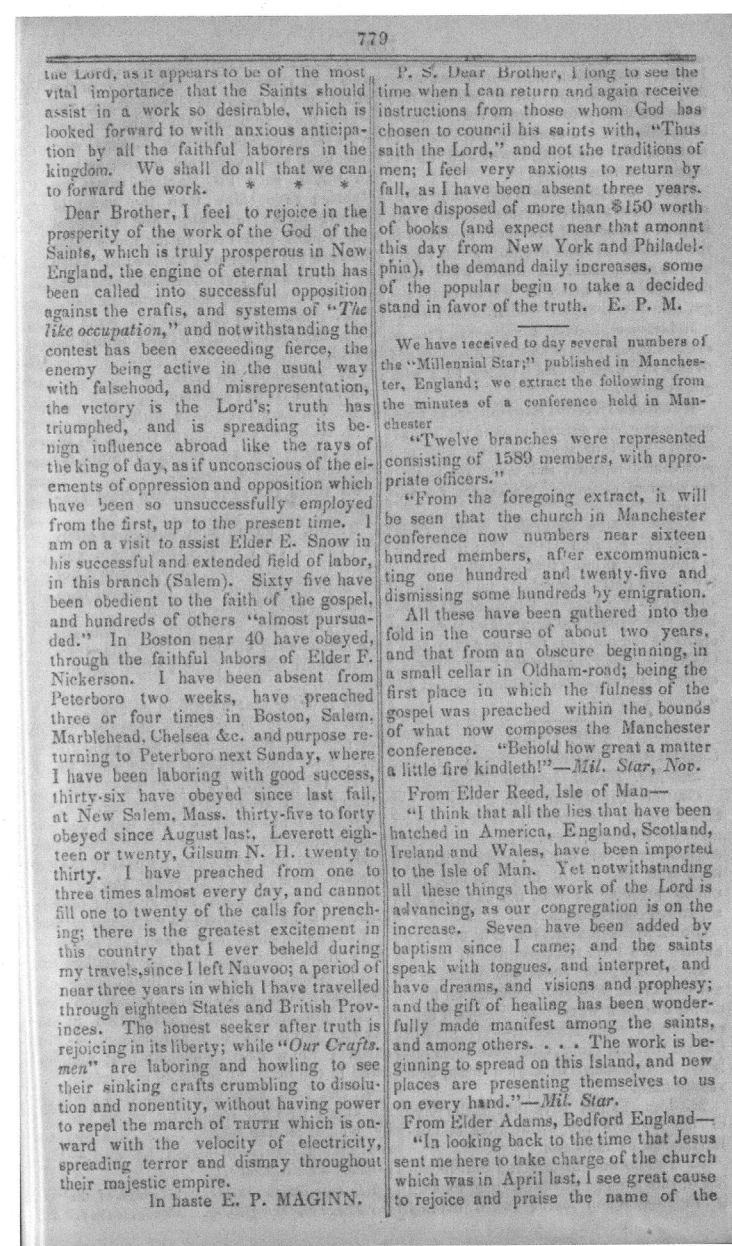 779
the Lord, as it appears to be of the most
vital importance that the Saints should
assist in a work so desirable, which is
looked forward to with anxious anticipa-
tion by all the faithful laborers in the
kingdom. We shall do all that we can
to forward the work. * * *
Dear Brother, I feel to rejoice in the
prosperity of the work of the God of the
Saints, which is truly prosperous in New
England, the engine of eternal truth has
been called into successful opposition
against the crafts, and systems of "The
like occupation," and notwithstanding the
contest has been exceeeding fierce, the
enemy being active in the usual way
with falsehood, and misrepresentation,
the victory is the Lord's; truth has
triumphed, and is spreading its be-
nign influence abroad like the rays of
the king of day, as if unconscious of the el-
ements of oppression and opposition which
have been so unsuccessfully employed
from the first, up to the present time. I
am on a visit to assist Elder E. Snow in
his successful and extended field of labor,
in this branch (Salem). Sixty five have
been obedient to the faith of the gospel,
and hundreds of others "almost pursua-
ded." In Boston near 40 have obeyed,
through the faithful labors of Elder F.
Nickerson. I have been absent from
Peterboro two weeks, have preached
three or four times in Boston, Salem,
Marblehead, Chelsea &c. and purpose re-
turning to Peterboro next Sunday, where
I have been laboring with good success,
thirty-six have obeyed since last fall,
at New Salem, Mass. thirty-five to forty
obeyed since August last, Leverett eigh-
teen or twenty, Gilsum N. H. twenty to
thirty. I have preached from one to
three times almost every day, and cannot
fill one to twenty of the calls for preach-
ing; there is the greatest excitement in
this country that I ever beheld during
my travels,since I left Nauvoo; a period of
near three years in which I have travelled
through eighteen States and British Prov-
inces. The honest seeker after truth is
rejoicing in its liberty; while "Our Crafts.
men" are laboring and howling to see
their sinking crafts crumbling to disolu-
tion and nonentity, without having power
to repel the march of TRUTH which is on-
ward with the velocity of electricity,
spreading terror and dismay throughout
their majestic empire.
In haste E. P. MAGINN.
P. S. Dear Brother, I long to see the
time when I can return and again receive
instructions from those whom God has
chosen to council his saints with, "Thus
saith the Lord," and not the traditions of
men; I feel very anxious to return by
fall, as I have been absent three years.
I have disposed of more than $150 worth
of books (and expect near that amonnt
this day from New York and Philadel-
phia), the demand daily increases, some
of the popular begin to take a decided
stand in favor of the truth. E. P. M.
We have received to day several numbers of
the "Millennial Star;" published in Manches-
ter, England; we extract the following from
the minutes of a conference held in Man-
chester
"Twelve branches were represented
consisting of 1589 members, with appro-
priate officers."
"From the foregoing extract, it will
be seen that the church in Manchester
conference now numbers near sixteen
hundred members, after excommunica-
ting one hundred and twenty-five and
dismissing some hundreds by emigration.
All these have been gathered into the
fold in the course of about two years,
and that from an obscure beginning, in
a small cellar in Oldham-road; being the
first place in which the fulness of the
gospel was preached within the bounds
of what now composes the Manchester
conference. "Behold how great a matter
a little fire kindleth!"—Mil. Star, Nov.
From Elder Reed, Isle of Man—
"I think that all the lies that have been
hatched in America, England, Scotland,
Ireland and Wales, have been imported
to the Isle of Man. Yet notwithstanding
all these things the work of the Lord is
advancing, as our congregation is on the
increase. Seven have been added by
baptism since I came; and the saints
speak with tongues, and interpret, and
have dreams, and visions and prophesy;
and the gift of healing has been wonder-
fully made manifest among the saints,
and among others. . . . The work is be-
ginning to spread on this Island, and new
places are presenting themselves to us
on every hand."—Mil. Star.
From Elder Adams, Bedford England—
"In looking back to the time that Jesus
sent me here to take charge of the church
which was in April last, I see great cause
to rejoice and praise the name of the